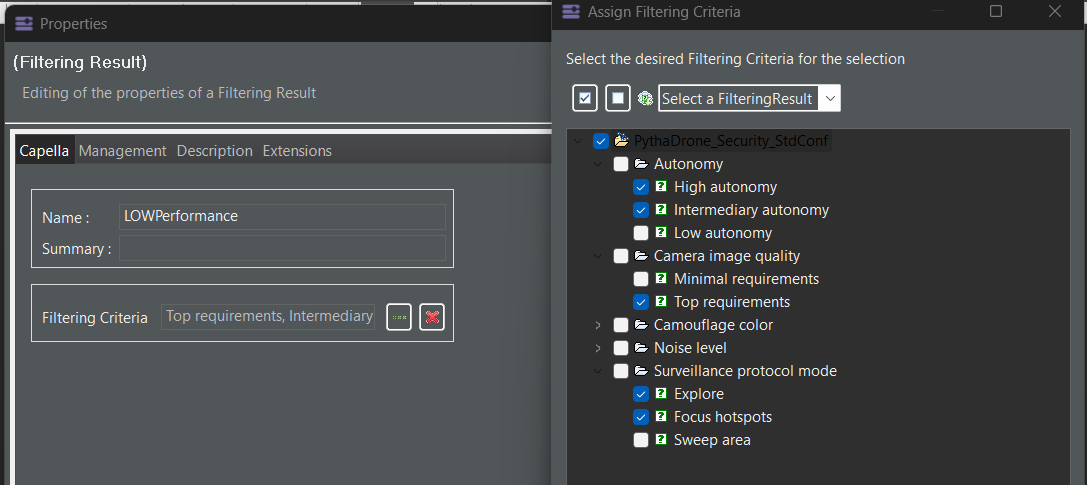 Properties
(Filtering Result)
Editing of the properties of a Filtering Result
Capella Management Description Extensions
Name : LOWPerformance
Summary :
Filtering Criteria Top requirements, Intermediary
Assign Filtering Criteria
Select the desired Filtering Criteria for the selection
Select a FilteringResult
PythaDrone_Security_StdConf
Autonomy
High autonomy
Intermediary autonomy
Low autonomy
Camera image quality
Minimal requirements
Top requirements
Camouflage color
Noise level
Surveillance protocol mode
Explore
Focus hotspots
Sweep area